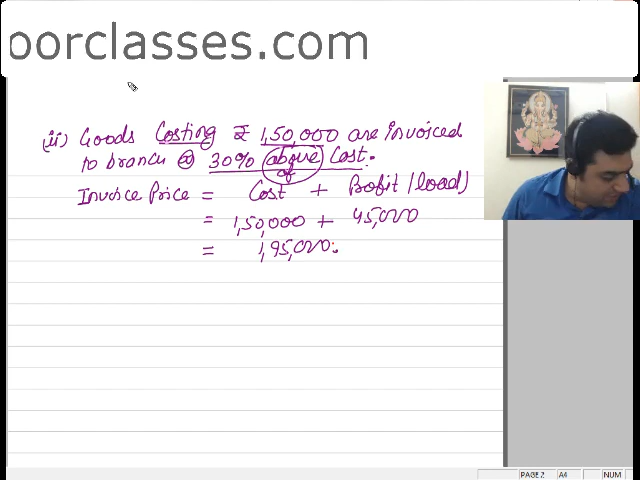 oorclasses.com
(ii) Goods Costing ₹ 1,50,000 are Invoiced
to branch @ 30% above Cost.
of
Invoice Price = Cost + Profit (load)
= 1,50,000 + 45,000
= 1,95,000.
PAGE 2 A4 NUM